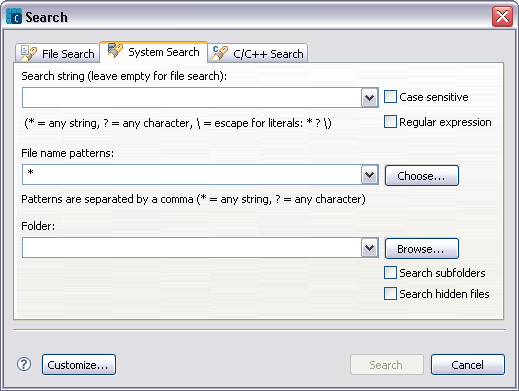 Search
File Search System Search C/C++ Search
Search string (leave empty for file search):
Case sensitive
(* = any string, ? = any character, \ = escape for literals: * ? \)
Regular expression
File name patterns:
*
Choose...
Patterns are separated by a comma (* = any string, ? = any character)
Folder:
Browse...
Search subfolders
Search hidden files
? Customize... Search Cancel